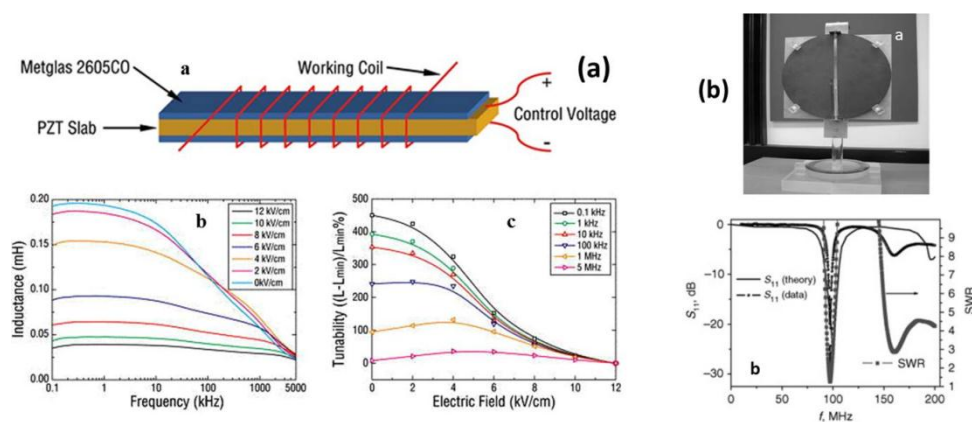 Metglas 2605CO
a
Working Coil
(a)
+
PZT Slab
Control Voltage
-
(b)
a
b
0.20
0.15
0.10
0.05
0.00
Inductance (mH)
12 kV/cm
10 kV/cm
8 kV/cm
6 kV/cm
4 kV/cm
2 kV/cm
0kV/cm
0.1 1 10 100 1000 5000
Frequency (kHz)
c
500
450
400
350
300
250
200
150
100
50
0
Tunability ((L-Lmin)/Lmin%)
0.1 kHz
1 kHz
10 kHz
100 kHz
1 MHz
5 MHz
0 2 4 6 8 10 12
Electric Field (kV/cm)
0
−10
−20
−30
S11, dB
S11 (theory)
S11 (data)
SWR
b
9
8
7
6
5
4
3
2
1
SWR
0 50 100 150 200
f, MHz